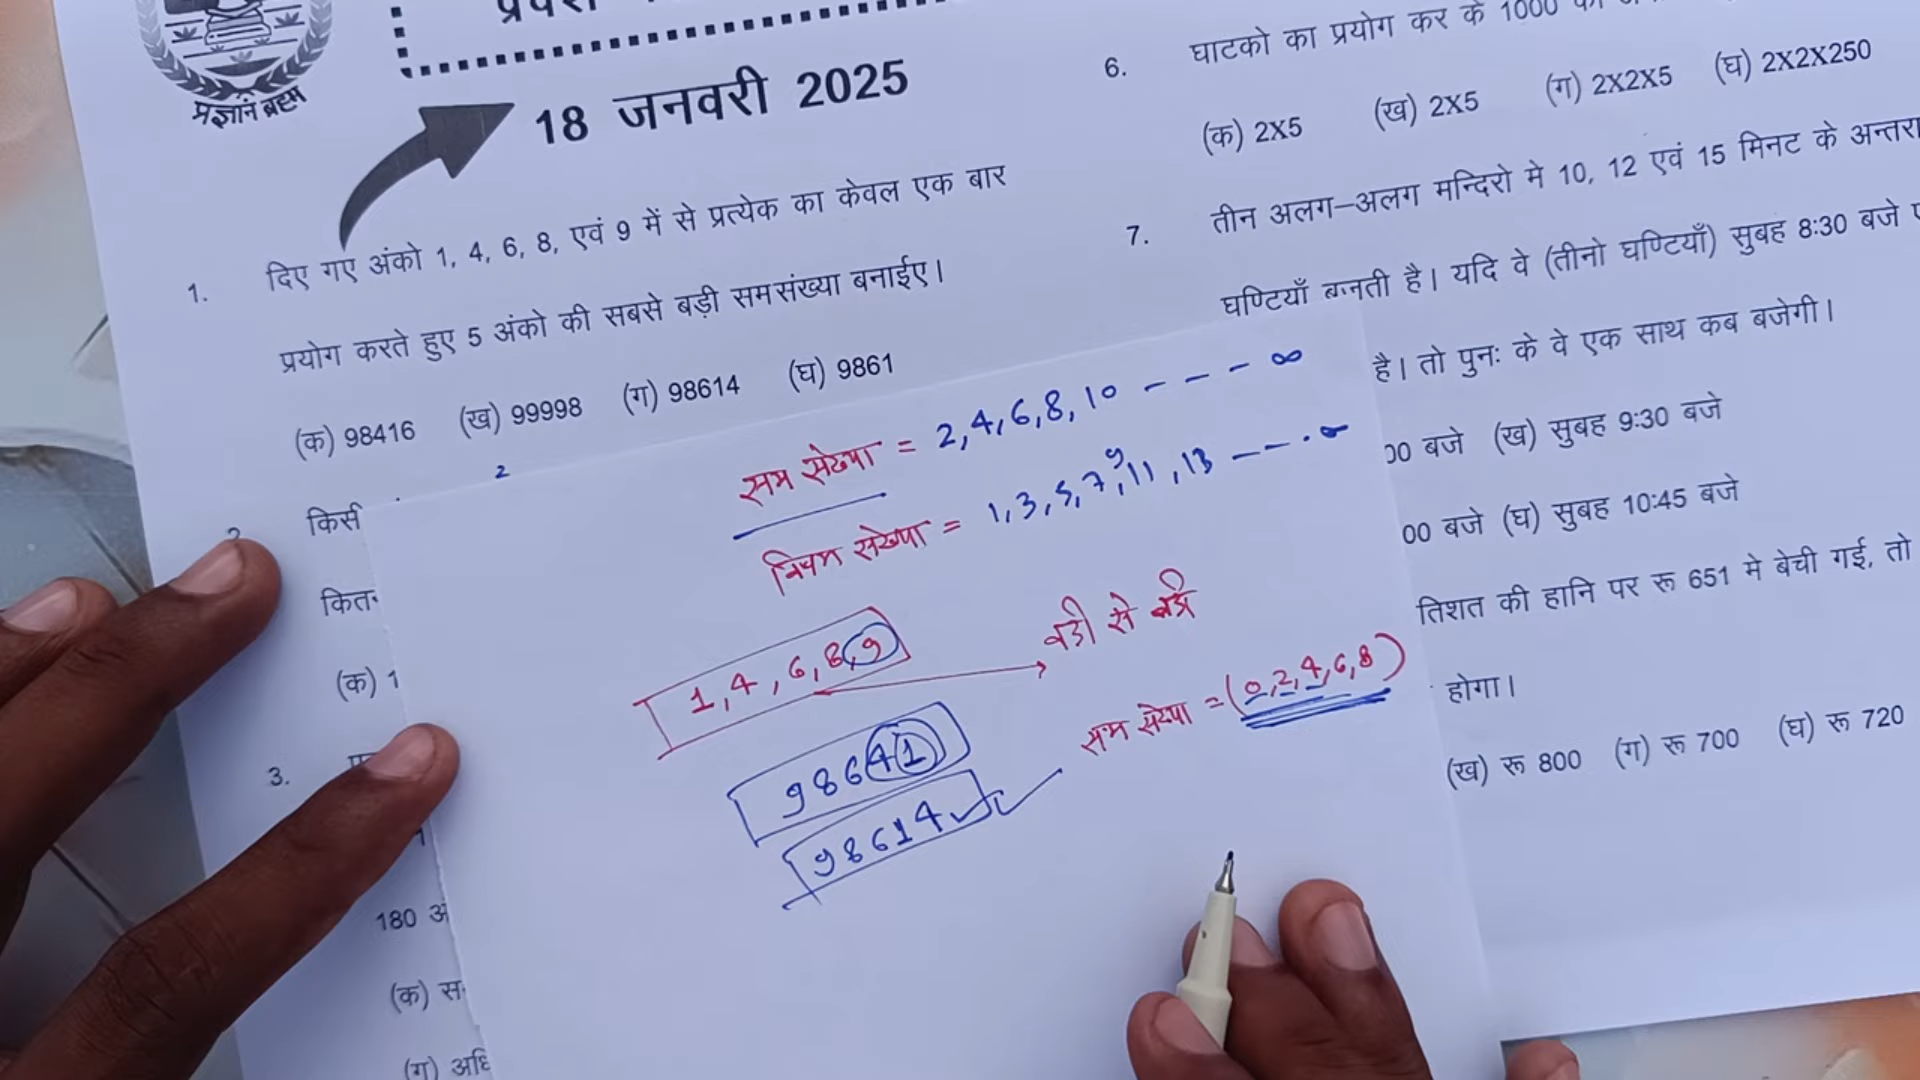 प्रज्ञानं ब्रह्म
18 जनवरी 2025
1. दिए गए अंको 1, 4, 6, 8, एवं 9 में से प्रत्येक का केवल एक बार
प्रयोग करते हुए 5 अंको की सबसे बड़ी समसंख्या बनाईए।
(क) 98416 (ख) 99998 (ग) 98614 (घ) 9861
2
2. किसी
(क) 1
3.
180 अं
(क) स
(ग) अधि
6. घाटको का प्रयोग कर के 1000
(क) 2X5 (ख) 2X5 (ग) 2X2X5 (घ) 2X2X250
7. तीन अलग–अलग मन्दिरो मे 10, 12 एवं 15 मिनट के
घण्टियाँ बजती है। यदि वे (तीनो घण्टियाँ) सुबह 8:30 बजे
है। तो पुनः के वे एक साथ कब बजेगी।
00 बजे (ख) सुबह 9:30 बजे
00 बजे (घ) सुबह 10:45 बजे
तिशत की हानि पर रू 651 मे बेची गई, तो
होगा।
(ख) रू 800 (ग) रू 700 (घ) रू 720
सम संख्या = 2, 4, 6, 8, 10 - - - - ∞
विषम संख्या = 1, 3, 5, 7, 9, 11, 13
1, 4, 6, 8, 9
बड़ी से बड़ी
सम संख्या = (0, 2, 4, 6, 8)
98641
98614